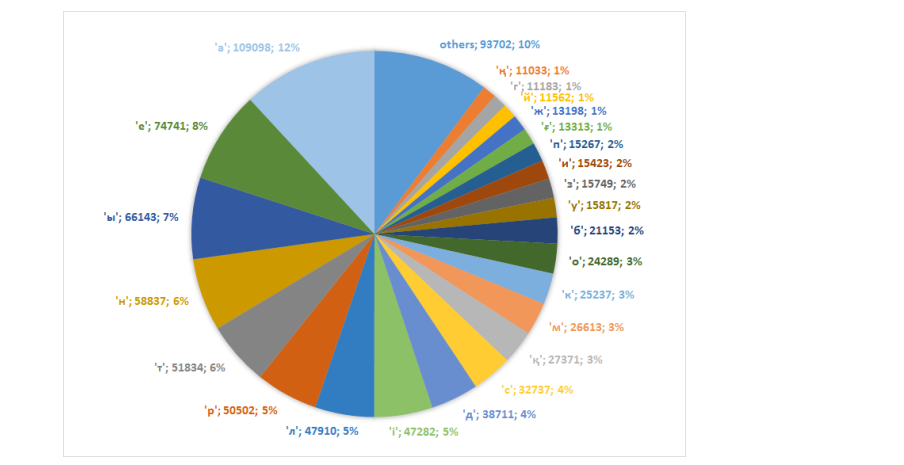 'а'; 109098; 12%
others; 93702; 10%
'ң'; 11033; 1%
'г'; 11183; 1%
'й'; 11562; 1%
'ж'; 13198; 1%
'ғ'; 13313; 1%
'п'; 15267; 2%
'и'; 15423; 2%
'з'; 15749; 2%
'у'; 15817; 2%
'б'; 21153; 2%
'о'; 24289; 3%
'к'; 25237; 3%
'м'; 26613; 3%
'қ'; 27371; 3%
'с'; 32737; 4%
'д'; 38711; 4%
'і'; 47282; 5%
'л'; 47910; 5%
'р'; 50502; 5%
'т'; 51834; 6%
'н'; 58837; 6%
'ы'; 66143; 7%
'е'; 74741; 8%